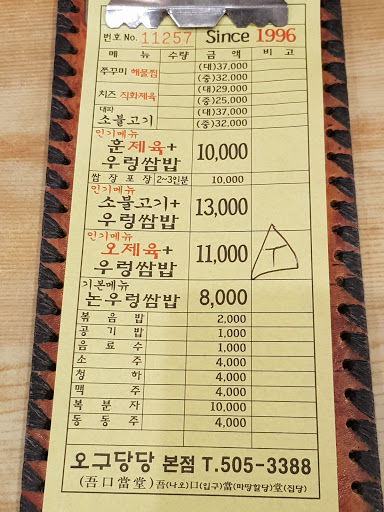 번호 No. 11257 Since 1996
메 뉴 수량 금 액 비 고
쭈꾸미 해물찜 (대)37,000
(중)32,000
치즈 직화제육 (대)29,000
(중)25,000
대파 소불고기 (대)37,000
(중)32,000
인기메뉴
훈제육+
우렁쌈밥 10,000
쌈장포장 2~3인분 10,000
인기메뉴
소불고기+
우렁쌈밥 13,000
인기메뉴
오제육+
우렁쌈밥 11,000
기본메뉴
논우렁쌈밥 8,000
볶음밥 2,000
공기밥 1,000
음료수 1,000
소주 4,000
청하 4,000
맥주 4,000
복분자 10,000
동동주 4,000
오구당당 본점 T.505-3388
(吾口當堂) 吾(나오)口(입구)當(마땅할당)堂(집당)